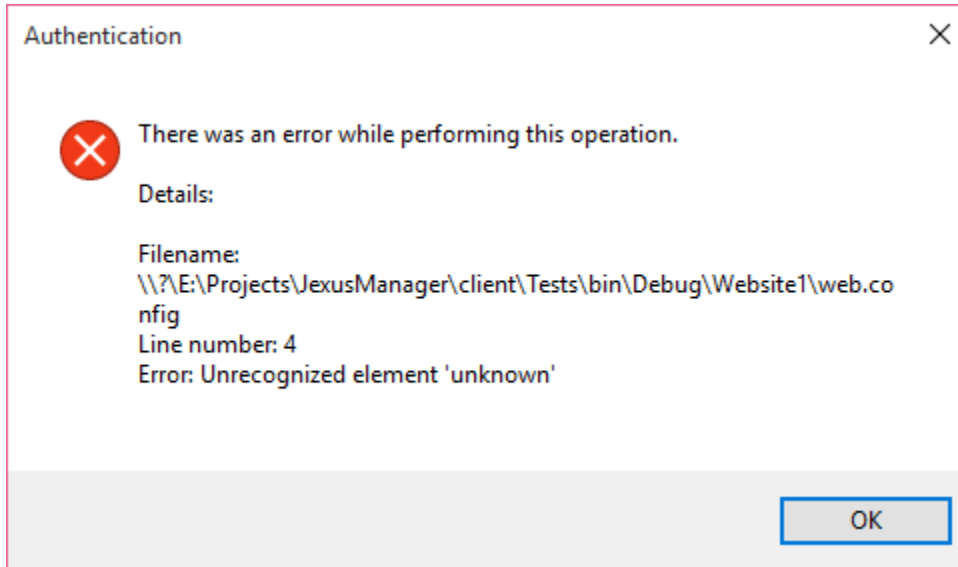 Authentication
There was an error while performing this operation.
Details:
Filename:
\\?\E:\Projects\JexusManager\client\Tests\bin\Debug\Website1\web.co
nfig
Line number: 4
Error: Unrecognized element 'unknown'
OK